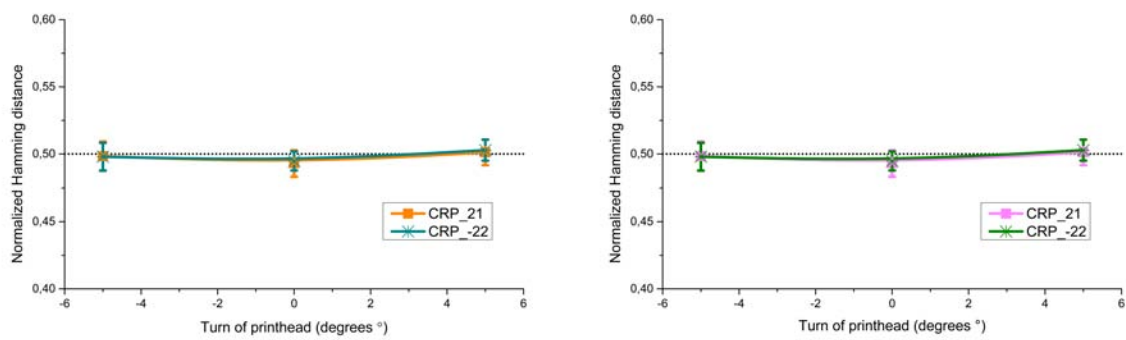 0,60
0,55
0,50
0,45
0,40
Normalized Hamming distance
CRP_21
CRP_-22
-6 -4 -2 0 2 4 6
Turn of printhead (degrees °)
0,60
0,55
0,50
0,45
0,40
Normalized Hamming distance
CRP_21
CRP_-22
-6 -4 -2 0 2 4 6
Turn of printhead (degrees °)